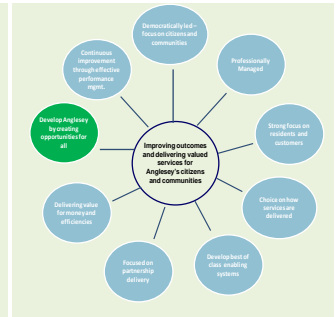 Democratically led –
focus on citizens and
communities
Professionally
Managed
Strong focus on
residents and
customers
Choice on how
services are
delivered
Develop best of
class enabling
systems
Focused on
partnership
delivery
Delivering value
for money and
efficiencies
Develop Anglesey
by creating
opportunities for
all
Continuous
improvement
through effective
performance
mgmt.
Improving outcomes
and delivering valued
services for
Anglesey's citizens
and communities